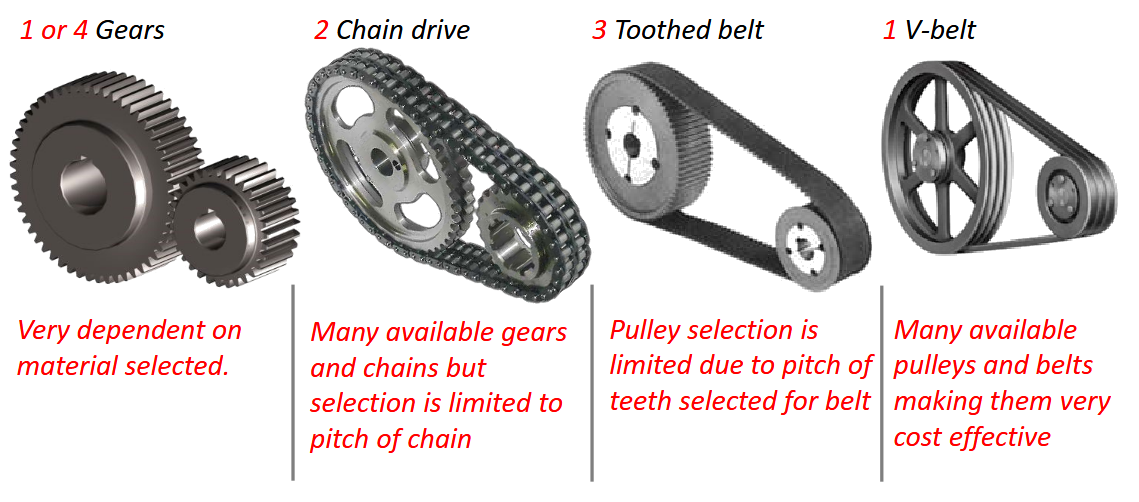 1 or 4 Gears
2 Chain drive
3 Toothed belt
1 V-belt
Very dependent on
material selected.
Many available gears
and chains but
selection is limited to
pitch of chain
Pulley selection is
limited due to pitch of
teeth selected for belt
Many available
pulleys and belts
making them very
cost effective